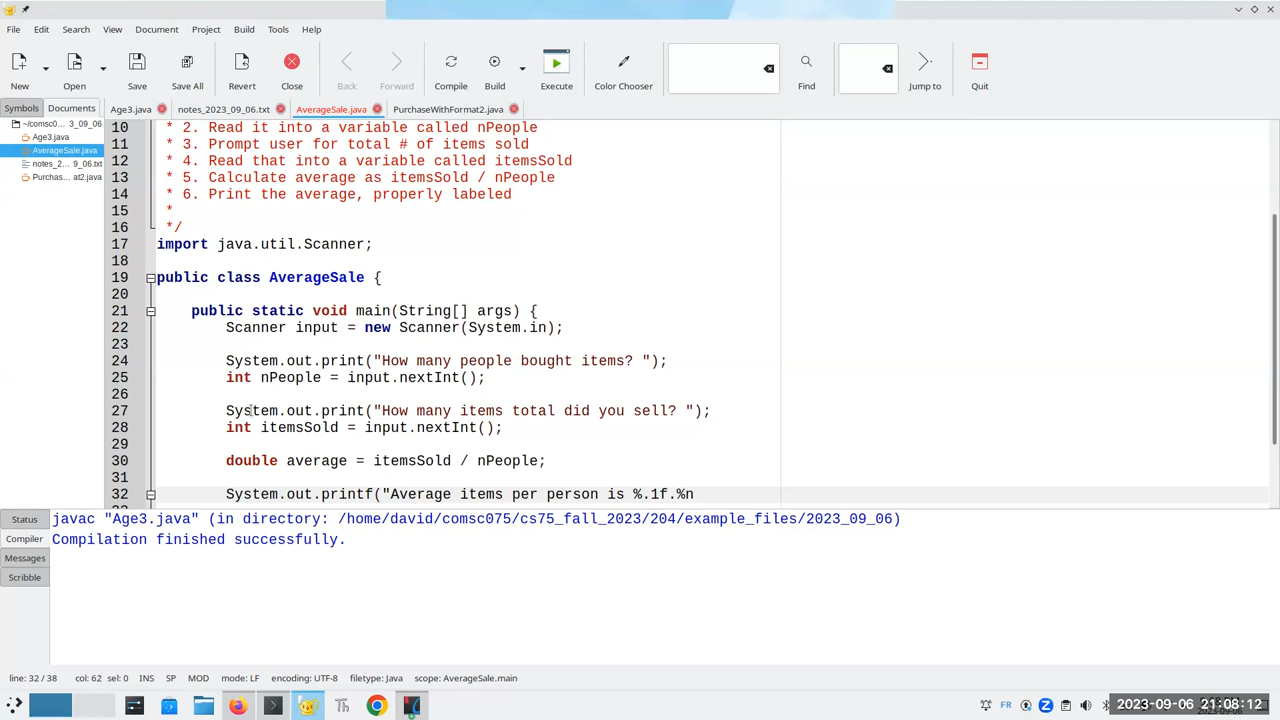 File Edit Search View Document Project Build Tools Help
New Open Save Save All Revert Close Back Forward Compile Build Execute Color Chooser Find Jump to Quit
Symbols Documents Age3.java notes_2023_09_06.txt AverageSale.java PurchaseWithFormat2.java
~/comsc0... 3_09_06
Age3.java
AverageSale.java
notes_2... 9_06.txt
Purchas... at2.java
10 * 2. Read it into a variable called nPeople
11 * 3. Prompt user for total # of items sold
12 * 4. Read that into a variable called itemsSold
13 * 5. Calculate average as itemsSold / nPeople
14 * 6. Print the average, properly labeled
15 *
16 */
17 import java.util.Scanner;
18
19 public class AverageSale {
20
21 public static void main(String[] args) {
22 Scanner input = new Scanner(System.in);
23
24 System.out.print("How many people bought items? ");
25 int nPeople = input.nextInt();
26
27 System.out.print("How many items total did you sell? ");
28 int itemsSold = input.nextInt();
29
30 double average = itemsSold / nPeople;
31
32 System.out.printf("Average items per person is %.1f.%n
Status
Compiler
Messages
Scribble
javac "Age3.java" (in directory: /home/david/comsc075/cs75_fall_2023/204/example_files/2023_09_06)
Compilation finished successfully.
line: 32 / 38 col: 62 sel: 0 INS SP MOD mode: LF encoding: UTF-8 filetype: Java scope: AverageSale.main
FR 2023-09-06 21:08:12